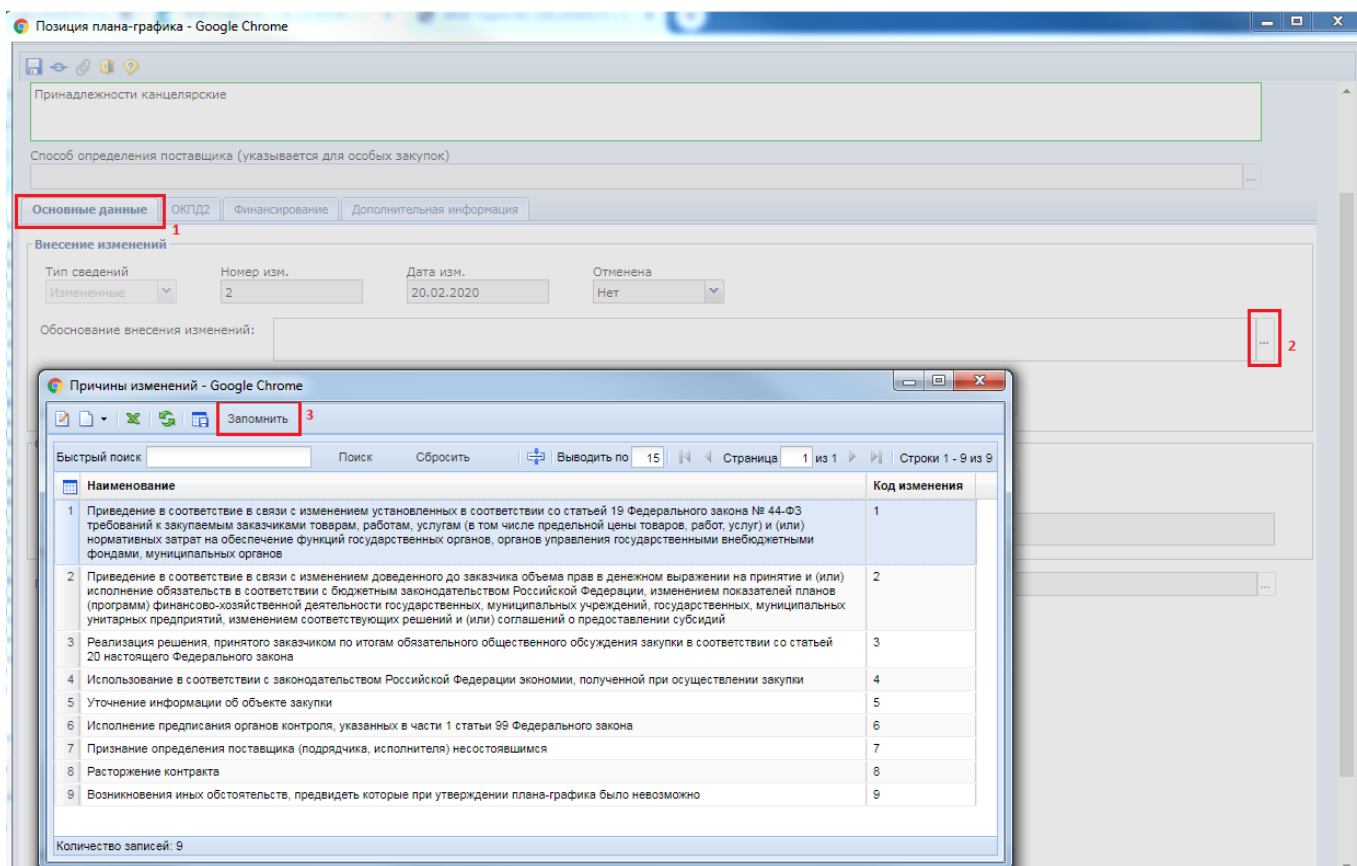 Позиция плана-графика - Google Chrome
Принадлежности канцелярские
Способ определения поставщика (указывается для особых закупок)
...
Основные данные
ОКПД2
Финансирование
Дополнительная информация
1
Внесение изменений
Тип сведений
Номер изм.
Дата изм.
Отменена
Измененные
2
20.02.2020
Нет
Обоснование внесения изменений:
...
2
Причины изменений - Google Chrome
Запомнить
3
Быстрый поиск
Поиск
Сбросить
Выводить по
15
Страница
1
из 1
Строки 1 - 9 из 9
Наименование
Код изменения
1 Приведение в соответствие в связи с изменением установленных в соответствии со статьей 19 Федерального закона № 44-ФЗ 1
требований к закупаемым заказчиками товарам, работам, услугам (в том числе предельной цены товаров, работ, услуг) и (или)
нормативных затрат на обеспечение функций государственных органов, органов управления государственными внебюджетными
фондами, муниципальных органов
2 Приведение в соответствие в связи с изменением доведенного до заказчика объема прав в денежном выражении на принятие и (или) 2
исполнение обязательств в соответствии с бюджетным законодательством Российской Федерации, изменением показателей планов
(программ) финансово-хозяйственной деятельности государственных, муниципальных учреждений, государственных, муниципальных
унитарных предприятий, изменением соответствующих решений и (или) соглашений о предоставлении субсидий
3 Реализация решения, принятого заказчиком по итогам обязательного общественного обсуждения закупки в соответствии со статьей 3
20 настоящего Федерального закона
4 Использование в соответствии с законодательством Российской Федерации экономии, полученной при осуществлении закупки 4
5 Уточнение информации об объекте закупки 5
6 Исполнение предписания органов контроля, указанных в части 1 статьи 99 Федерального закона 6
7 Признание определения поставщика (подрядчика, исполнителя) несостоявшимся 7
8 Расторжение контракта 8
9 Возникновения иных обстоятельств, предвидеть которые при утверждении плана-графика было невозможно 9
...
Количество записей: 9